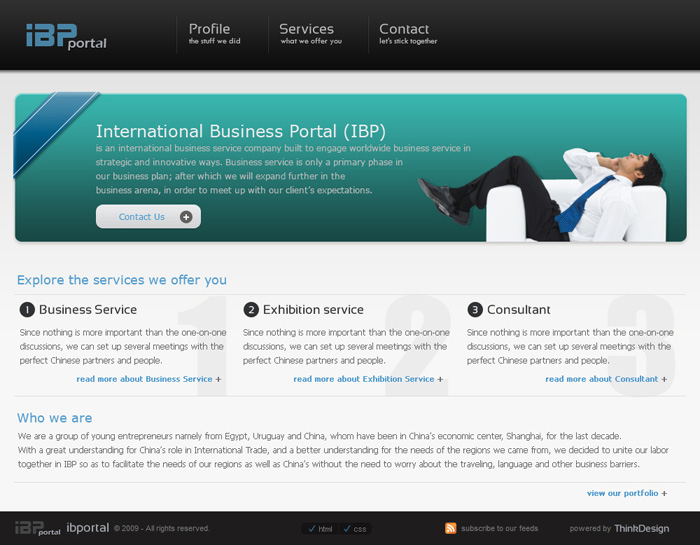 iBP portal
Profile
the stuff we did
Services
what we offer you
Contact
let's stick together
International Business Portal (IBP)
is an international business service company built to engage worldwide business service in
strategic and innovative ways. Business service is only a primary phase in
our business plan; after which we will expand further in the
business arena, in order to meet up with our client's expectations.
Contact Us
Explore the services we offer you
1 Business Service
Since nothing is more important than the one-on-one
discussions, we can set up several meetings with the
perfect Chinese partners and people.
read more about Business Service +
2 Exhibition service
Since nothing is more important than the one-on-one
discussions, we can set up several meetings with the
perfect Chinese partners and people.
read more about Exhibition Service +
3 Consultant
Since nothing is more important than the one-on-one
discussions, we can set up several meetings with the
perfect Chinese partners and people.
read more about Consultant +
1 2 3
Who we are
We are a group of young entrepreneurs namely from Egypt, Uruguay and China, whom have been in China's economic center, Shanghai, for the last decade.
With a great understanding for China's role in International Trade, and a better understanding for the needs of the regions we came from, we decided to unite our labor
together in IBP so as to facilitate the needs of our regions as well as China's without the need to worry about the traveling, language and other business barriers.
view our portfolio +
iBP portal ibportal © 2009 - All rights reserved. html css subscribe to our feeds powered by ThinkDesign